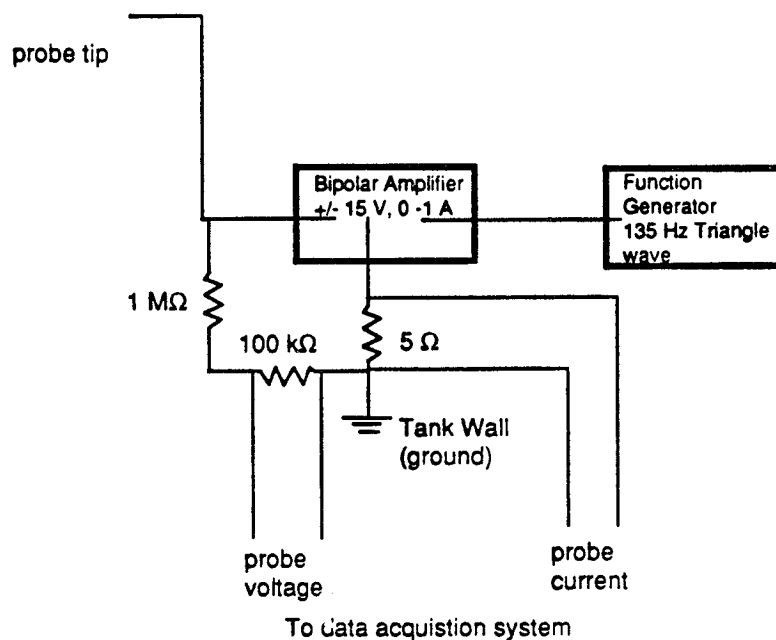 probe tip
Bipolar Amplifier
+/- 15 V, 0 -1 A
Function
Generator
135 Hz Triangle
wave
1 MΩ
100 kΩ
5 Ω
Tank Wall
(ground)
probe
voltage
probe
current
To data acquistion system